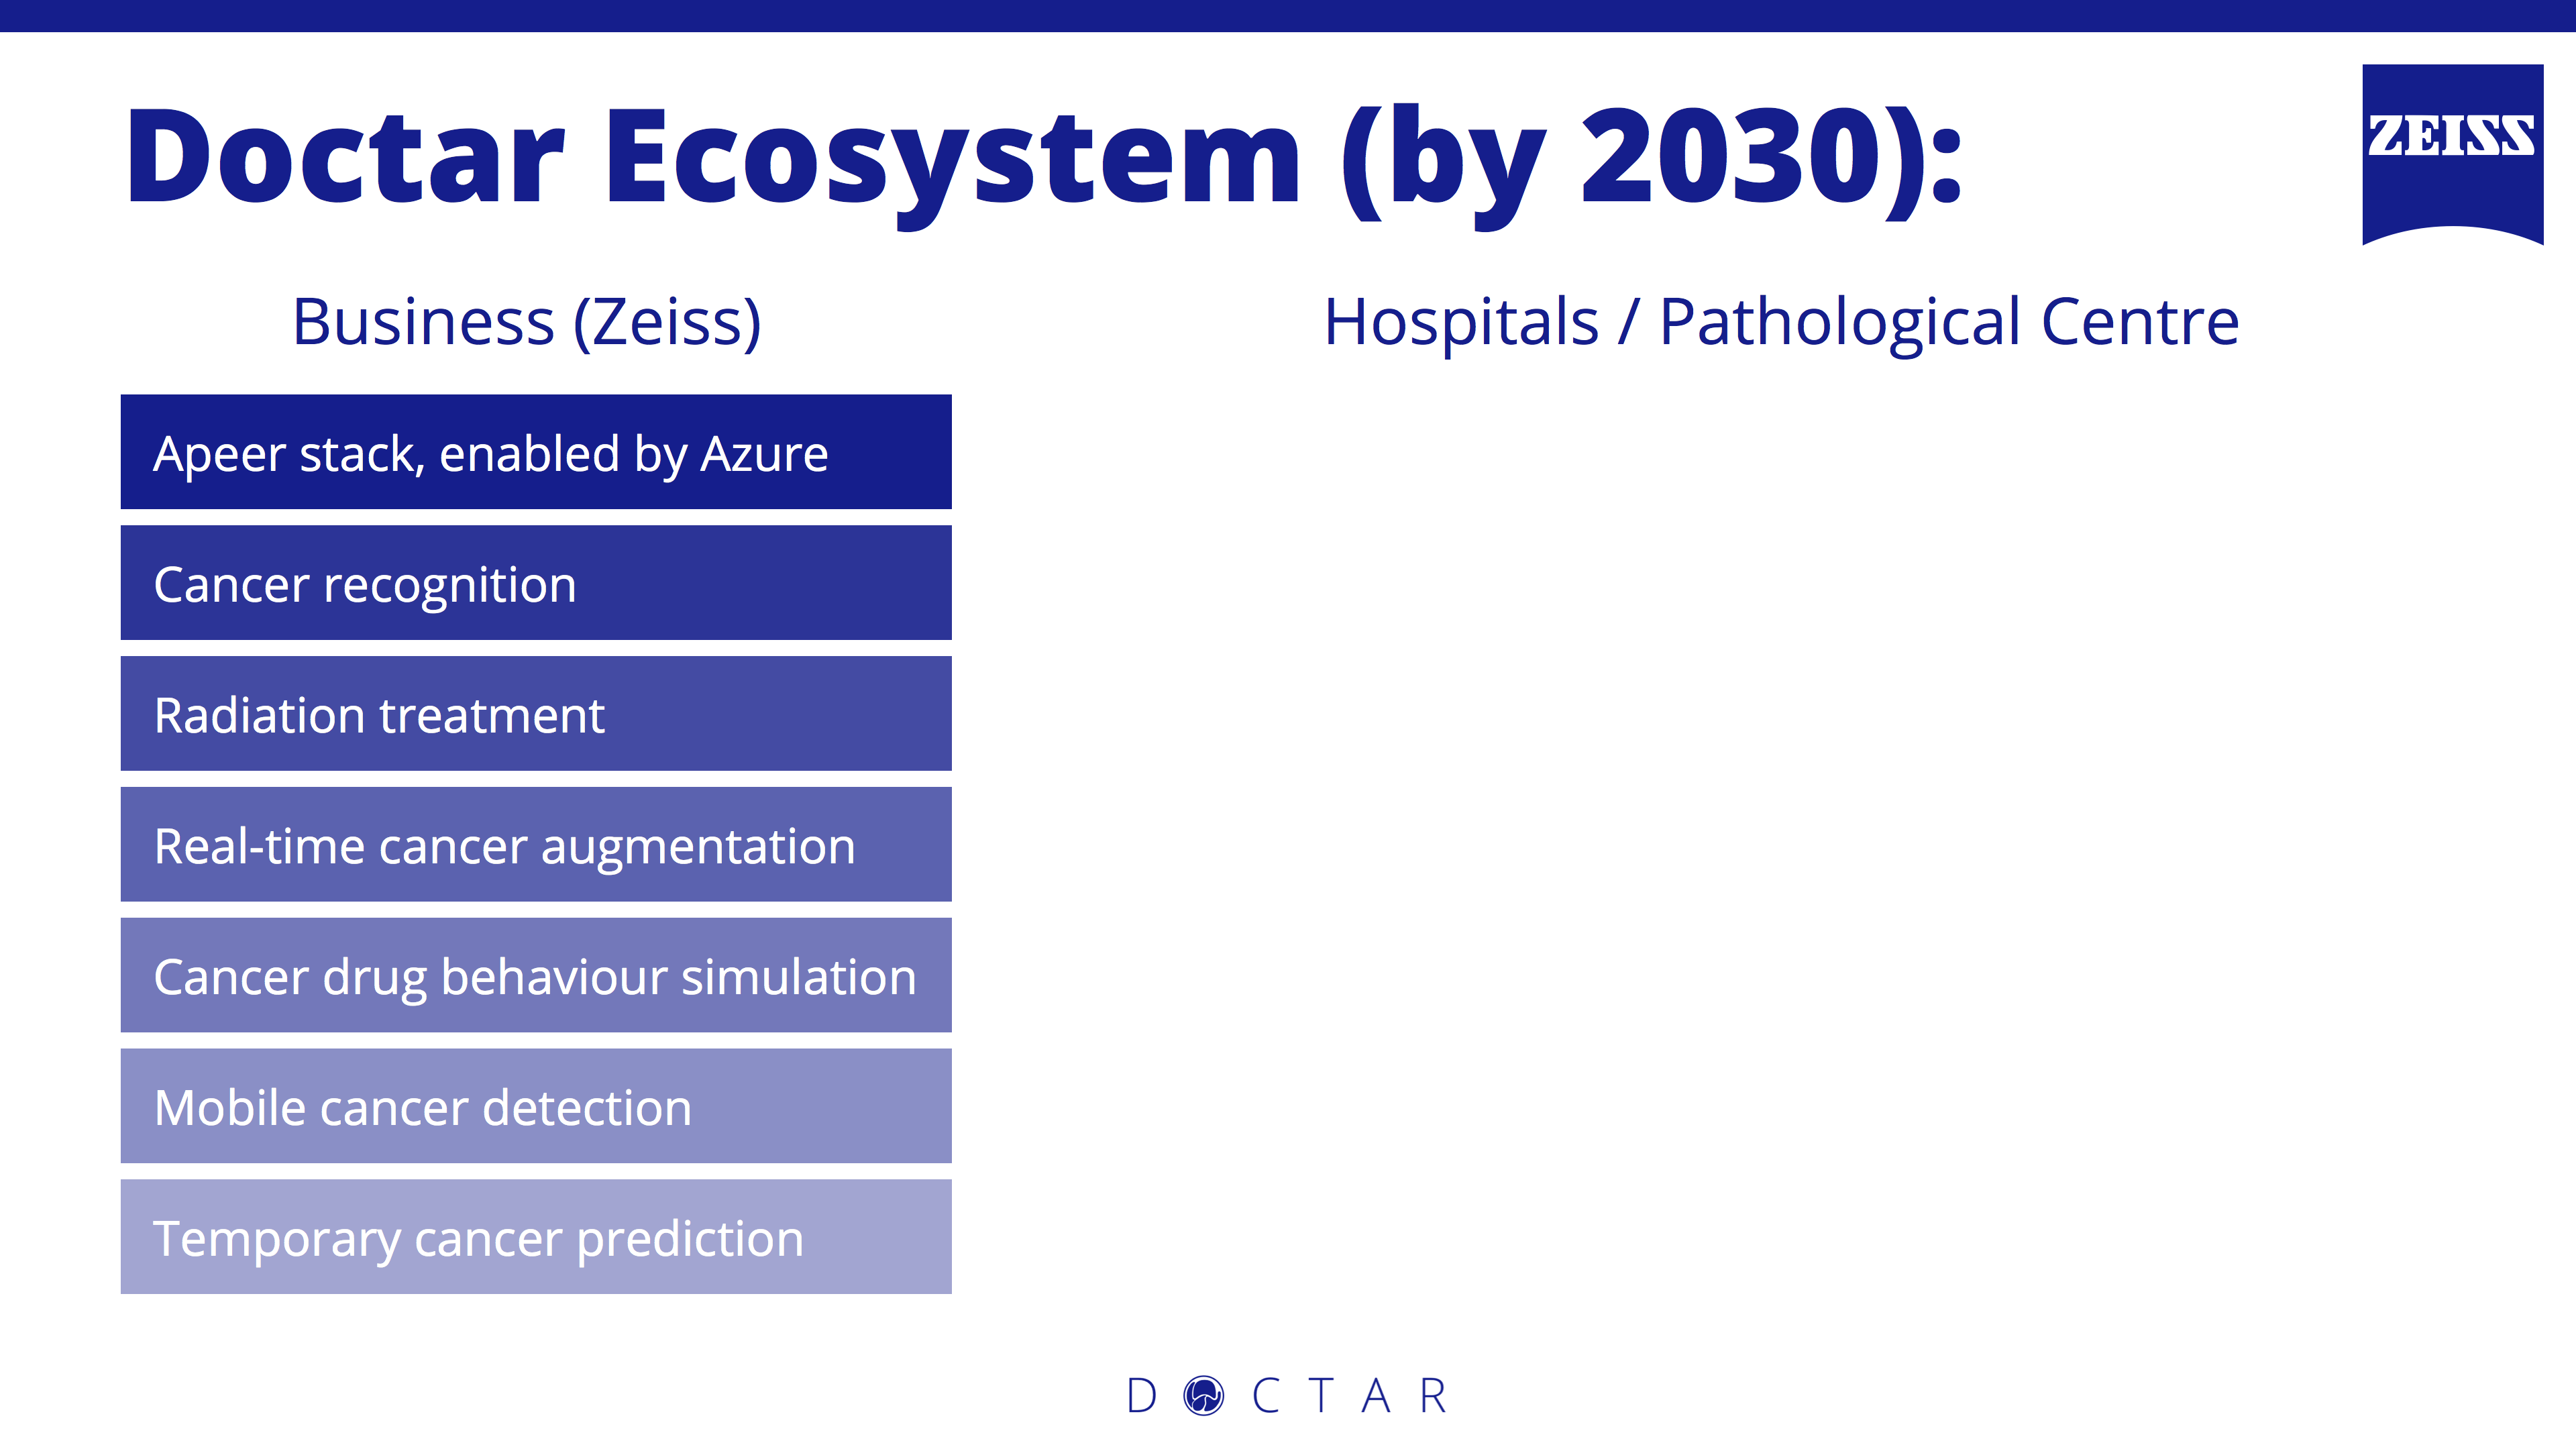 Doctar Ecosystem (by 2030):
ZEISS
Business (Zeiss)
Hospitals / Pathological Centre
Apeer stack, enabled by Azure
Cancer recognition
Radiation treatment
Real-time cancer augmentation
Cancer drug behaviour simulation
Mobile cancer detection
Temporary cancer prediction
DOCTAR